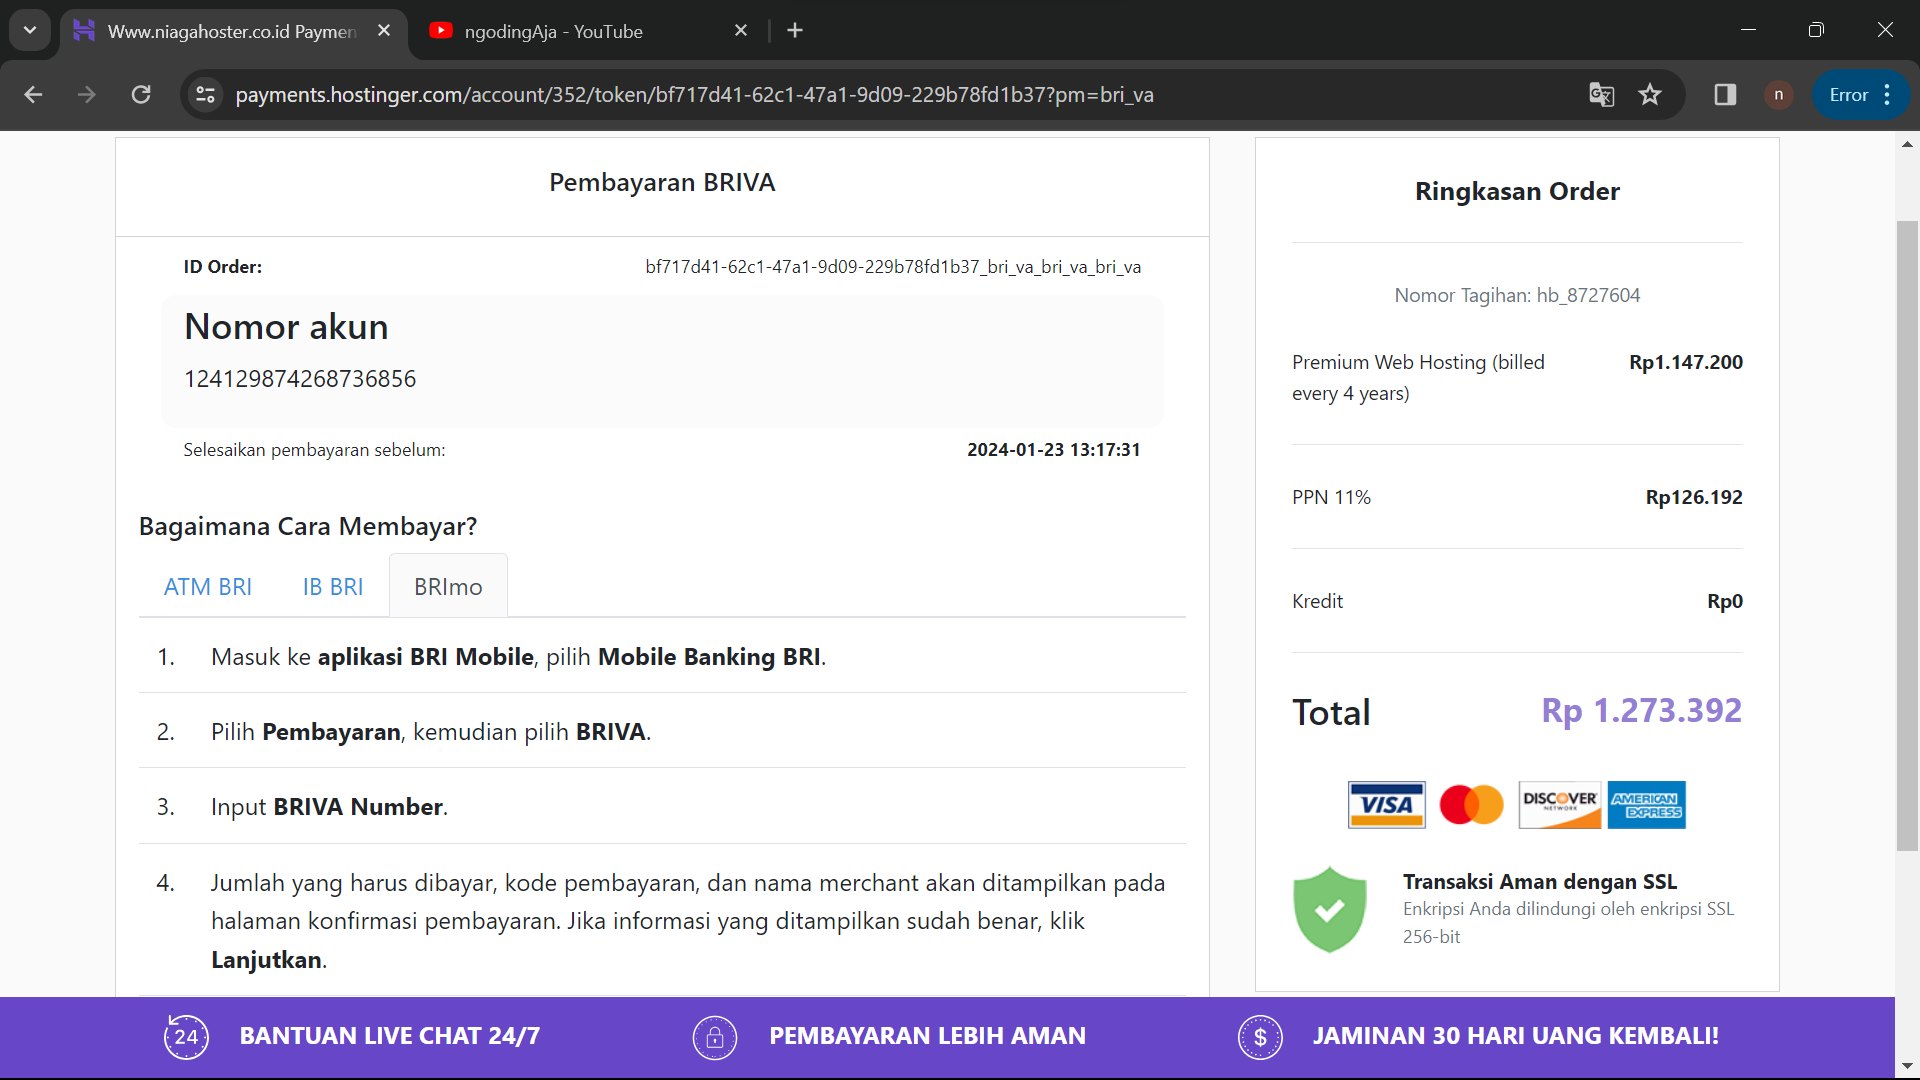 Www.niagahoster.co.id Paymen
ngodingAja - YouTube
payments.hostinger.com/account/352/token/bf717d41-62c1-47a1-9d09-229b78fd1b37?pm=bri_va
n
Error
Pembayaran BRIVA
ID Order:
bf717d41-62c1-47a1-9d09-229b78fd1b37_bri_va_bri_va_bri_va
Nomor akun
124129874268736856
Selesaikan pembayaran sebelum:
2024-01-23 13:17:31
Bagaimana Cara Membayar?
ATM BRI
IB BRI
BRImo
1. Masuk ke aplikasi BRI Mobile, pilih Mobile Banking BRI.
2. Pilih Pembayaran, kemudian pilih BRIVA.
3. Input BRIVA Number.
4. Jumlah yang harus dibayar, kode pembayaran, dan nama merchant akan ditampilkan pada
halaman konfirmasi pembayaran. Jika informasi yang ditampilkan sudah benar, klik
Lanjutkan.
Ringkasan Order
Nomor Tagihan: hb_8727604
Premium Web Hosting (billed
every 4 years)
Rp1.147.200
PPN 11%
Rp126.192
Kredit
Rp0
Total
Rp 1.273.392
VISA
DISCOVER
NETWORK
AMERICAN
EXPRESS
Transaksi Aman dengan SSL
Enkripsi Anda dilindungi oleh enkripsi SSL
256-bit
24
BANTUAN LIVE CHAT 24/7
PEMBAYARAN LEBIH AMAN
$
JAMINAN 30 HARI UANG KEMBALI!